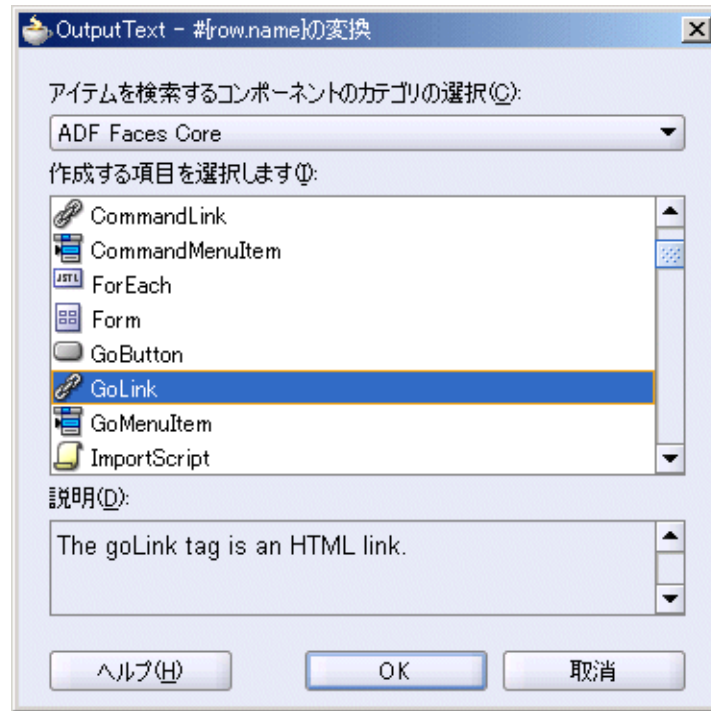 OutputText - #{row.name}の変換
アイテムを検索するコンポーネントのカテゴリの選択(C):
ADF Faces Core
作成する項目を選択します(I):
CommandLink
CommandMenuItem
JSTL
ForEach
Form
GoButton
GoLink
GoMenuItem
ImportScript
説明(D):
The goLink tag is an HTML link.
ヘルプ(H)
OK
取消